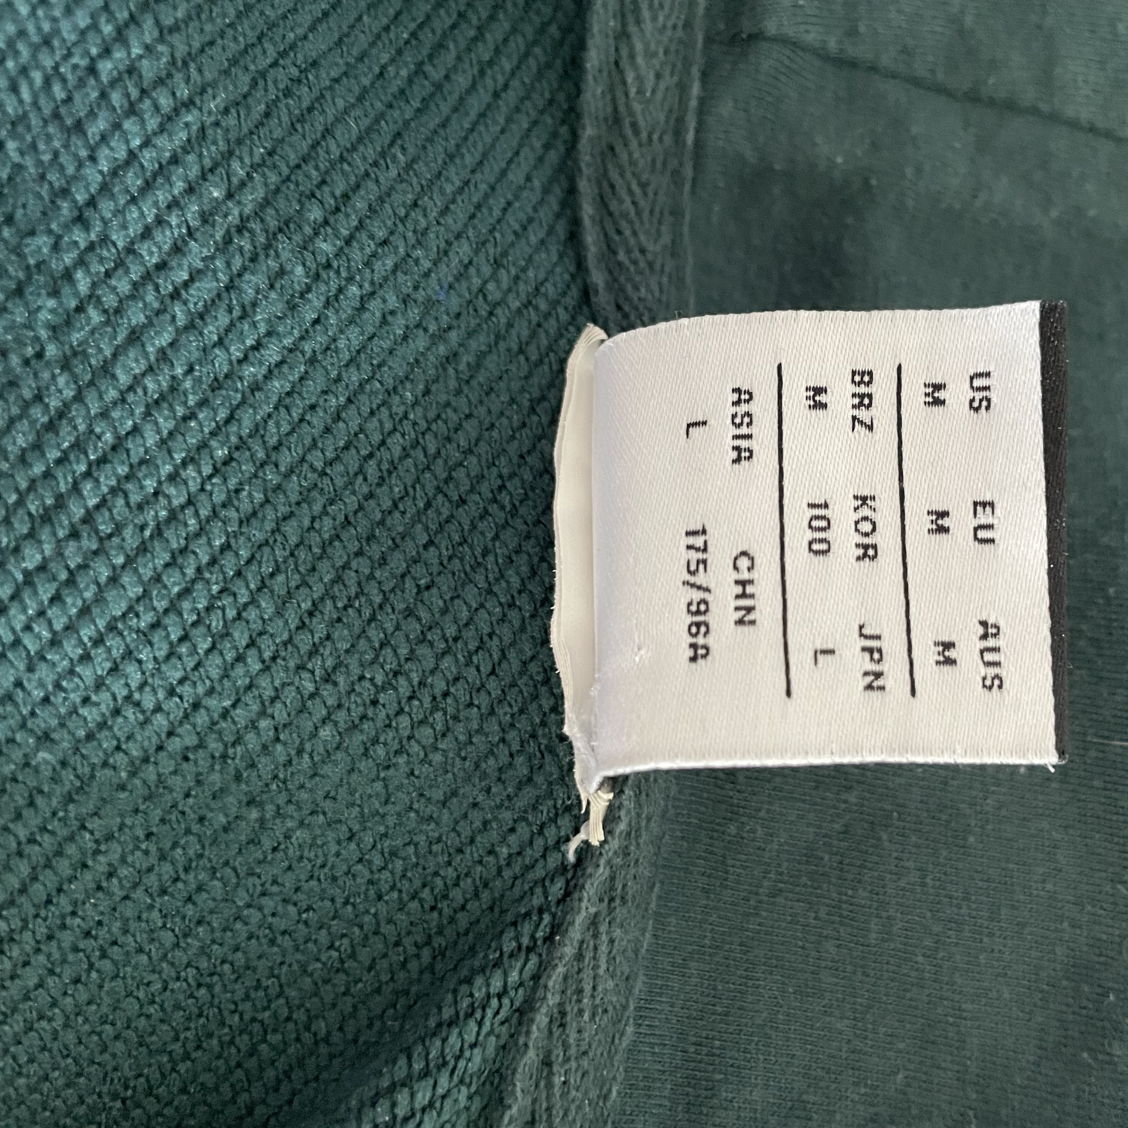 US EU AUS
M M M
BRZ KOR JPN
M 100 L
ASIA CHN
L 175/96A